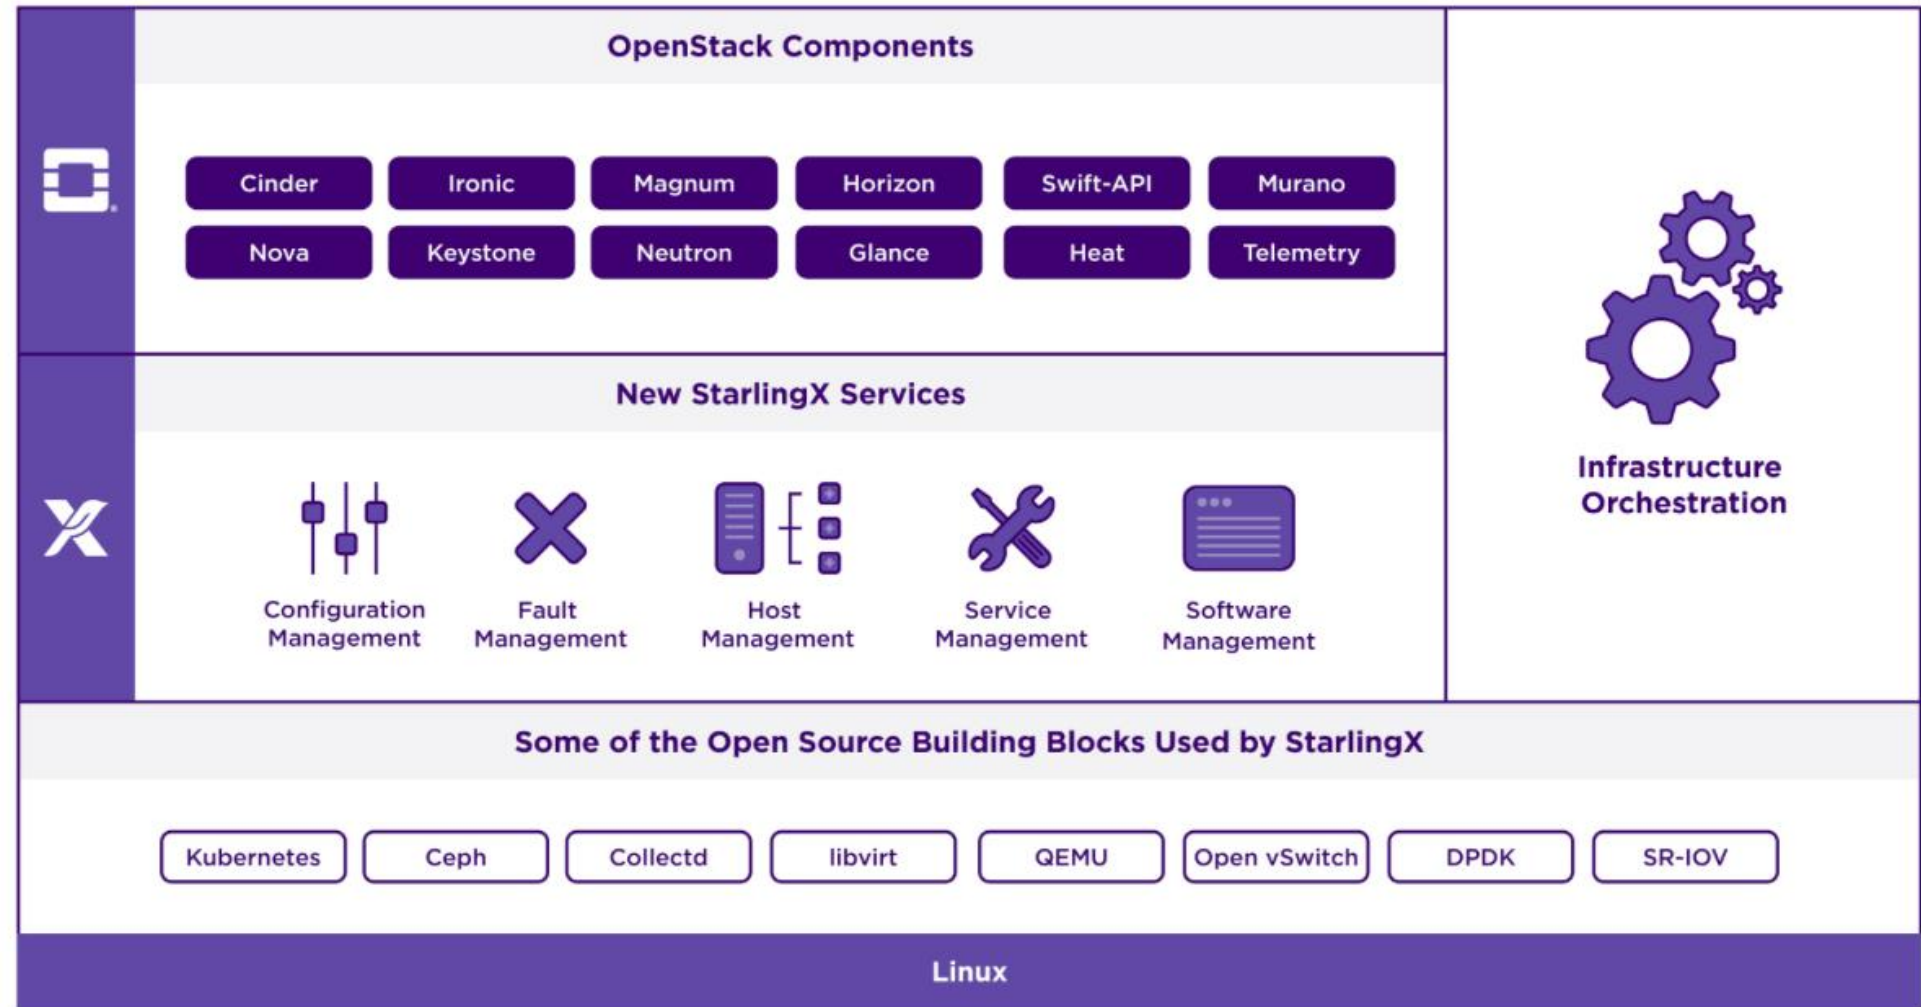 OpenStack Components
Cinder
Ironic
Magnum
Horizon
Swift-API
Murano
Nova
Keystone
Neutron
Glance
Heat
Telemetry
New StarlingX Services
Configuration
Management
Fault
Management
Host
Management
Service
Management
Software
Management
Infrastructure
Orchestration
Some of the Open Source Building Blocks Used by StarlingX
Kubernetes
Ceph
Collectd
libvirt
QEMU
Open vSwitch
DPDK
SR-IOV
Linux